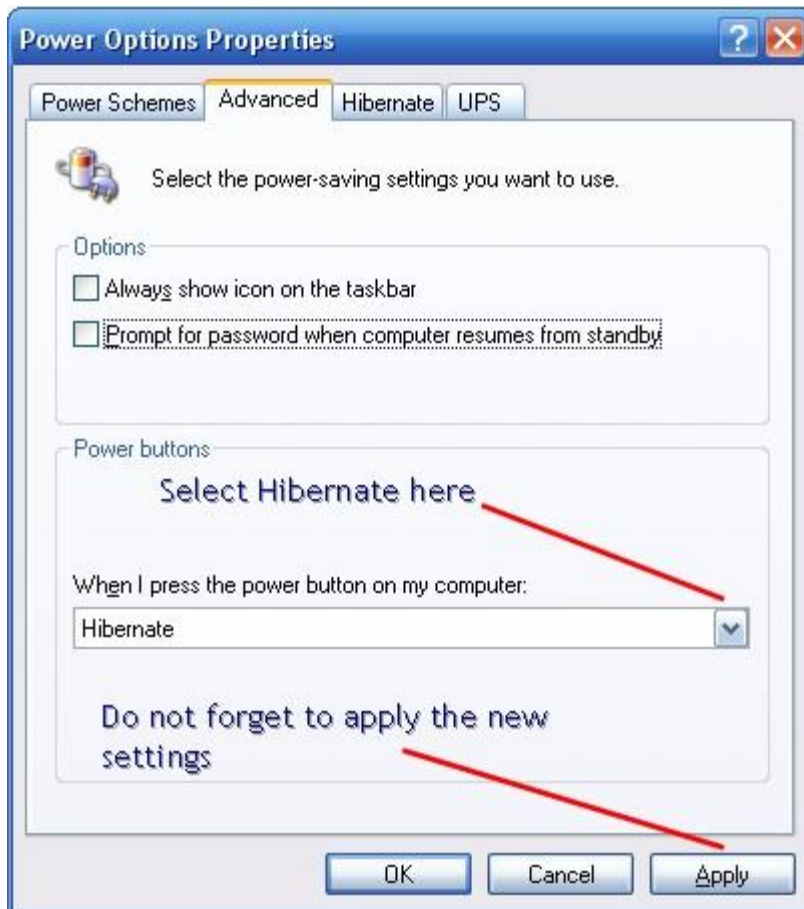 Power Options Properties
Power Schemes Advanced Hibernate UPS
Select the power-saving settings you want to use.
Options
Always show icon on the taskbar
Prompt for password when computer resumes from standby
Power buttons
Select Hibernate here
When I press the power button on my computer:
Hibernate
Do not forget to apply the new
settings
OK Cancel Apply